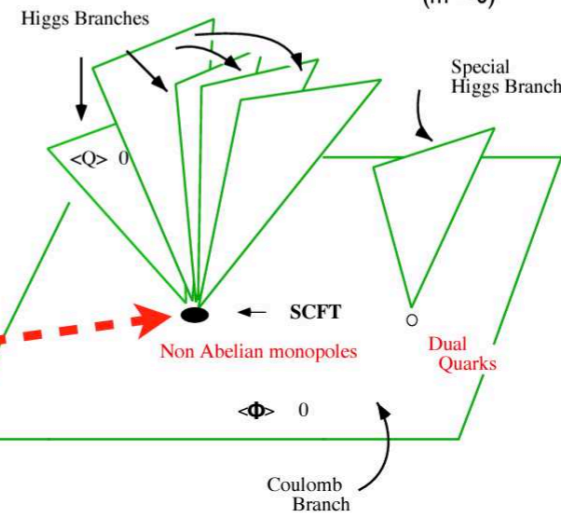 Higgs Branches
Special
Higgs Branch
<Q> 0
SCFT
Non Abelian monopoles
Dual
Quarks
<Φ> 0
Coulomb
Branch